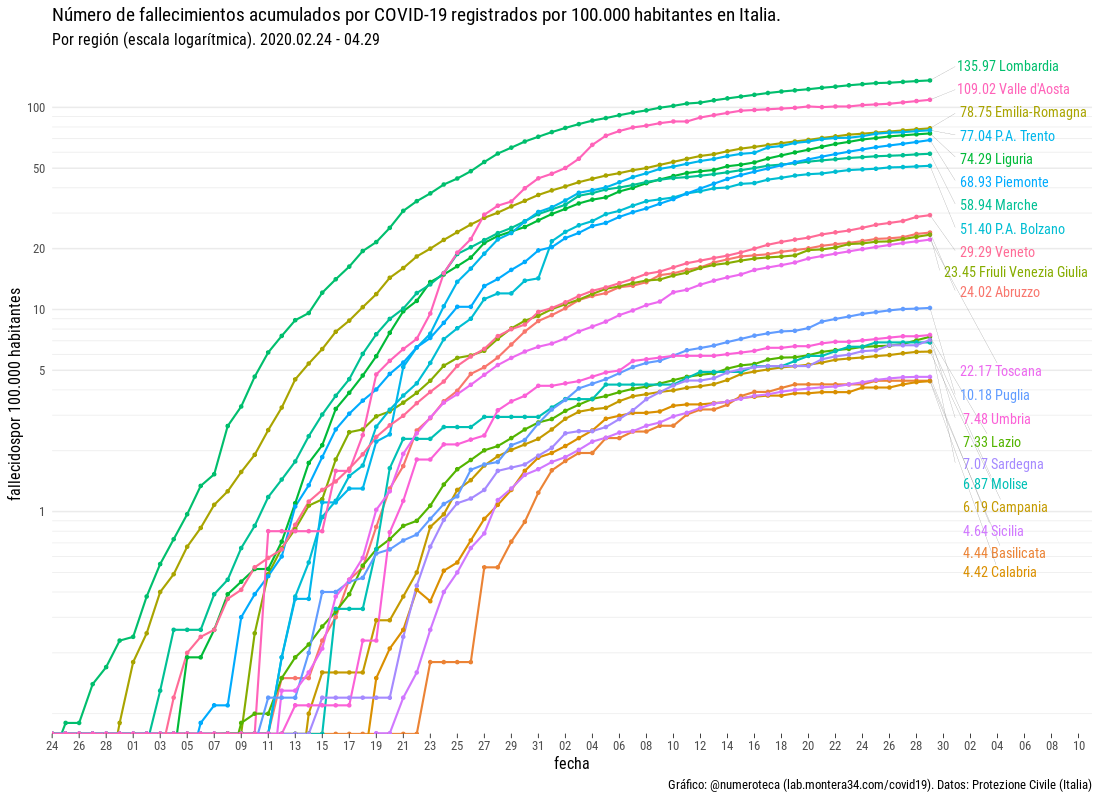 Número de fallecimientos acumulados por COVID-19 registrados por 100.000 habitantes en Italia.
Por región (escala logarítmica). 2020.02.24 - 04.29
135.97 Lombardia
109.02 Valle d'Aosta
78.75 Emilia-Romagna
77.04 P.A. Trento
74.29 Liguria
68.93 Piemonte
58.94 Marche
51.40 P.A. Bolzano
29.29 Veneto
23.45 Friuli Venezia Giulia
24.02 Abruzzo
22.17 Toscana
10.18 Puglia
7.48 Umbria
7.33 Lazio
7.07 Sardegna
6.87 Molise
6.19 Campania
4.64 Sicilia
4.44 Basilicata
4.42 Calabria
100
50
20
10
5
1
fallecidospor 100.000 habitantes
24 26 28 01 03 05 07 09 11 13 15 17 19 21 23 25 27 29 31 02 04 06 08 10 12 14 16 18 20 22 24 26 28 30 02 04 06 08 10
fecha
Gráfico: @numeroteca (lab.montera34.com/covid19). Datos: Protezione Civile (Italia)